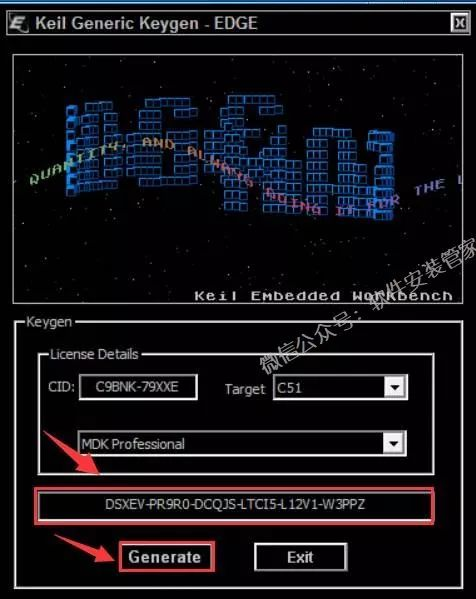 Keil Generic Keygen - EDGE
QUANTITY, AND ALWAYS DOING IT FOR THE L
Keil Embedded Workbench
微信公众号：软件安装管家
Keygen
License Details
CID: C9BNK-79XXE Target C51
MDK Professional
DSXEV-PR9R0-DCQJS-LTCI5-L12V1-W3PPZ
Generate Exit